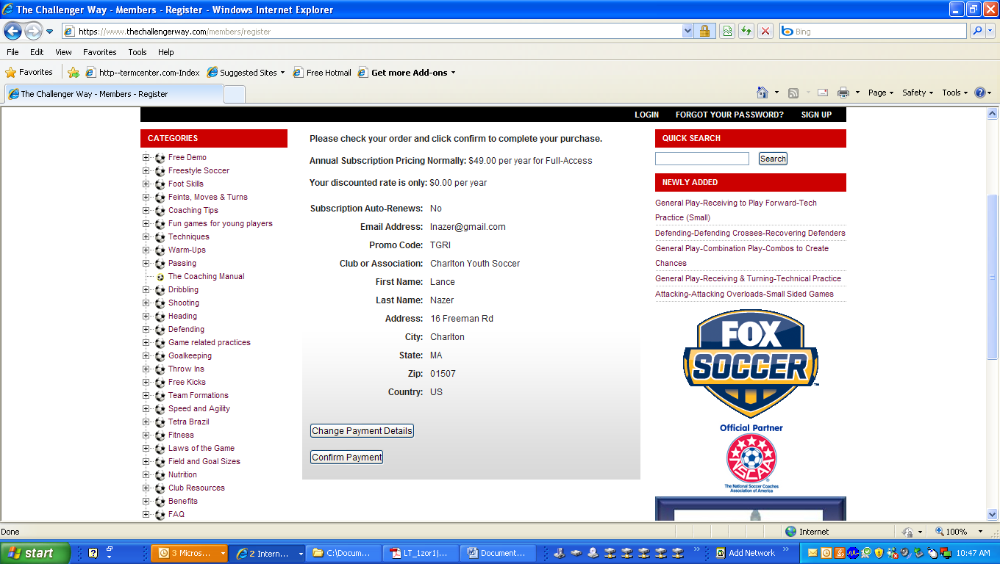 The Challenger Way - Members - Register - Windows Internet Explorer
https://www.thechallengerway.com/members/register
Bing
File Edit View Favorites Tools Help
Favorites http--termcenter.com-Index Suggested Sites Free Hotmail Get more Add-ons
The Challenger Way - Members - Register
Page Safety Tools
LOGIN FORGOT YOUR PASSWORD? SIGN UP
CATEGORIES
Free Demo
Freestyle Soccer
Foot Skills
Feints, Moves & Turns
Coaching Tips
Fun games for young players
Techniques
Warm-Ups
Passing
The Coaching Manual
Dribbling
Shooting
Heading
Defending
Game related practices
Goalkeeping
Throw Ins
Free Kicks
Team Formations
Speed and Agility
Tetra Brazil
Fitness
Laws of the Game
Field and Goal Sizes
Nutrition
Club Resources
Benefits
FAQ
Please check your order and click confirm to complete your purchase.
Annual Subscription Pricing Normally: $49.00 per year for Full-Access
Your discounted rate is only: $0.00 per year
Subscription Auto-Renews: No
Email Address: lnazer@gmail.com
Promo Code: TGRI
Club or Association: Charlton Youth Soccer
First Name: Lance
Last Name: Nazer
Address: 16 Freeman Rd
City: Charlton
State: MA
Zip: 01507
Country: US
Change Payment Details
Confirm Payment
QUICK SEARCH
Search
NEWLY ADDED
General Play-Receiving to Play Forward-Tech
Practice (Small)
Defending-Defending Crosses-Recovering Defenders
General Play-Combination Play-Combos to Create
Chances
General Play-Receiving & Turning-Technical Practice
Attacking-Attacking Overloads-Small Sided Games
FOX
SOCCER
TM
Official Partner
NSCAA
The National Soccer Coaches
Association of America
Done
Internet
100%
start
3 Micros...
2 Intern...
C:\Docum...
LT_1zor1j...
Document...
Add Network
10:47 AM